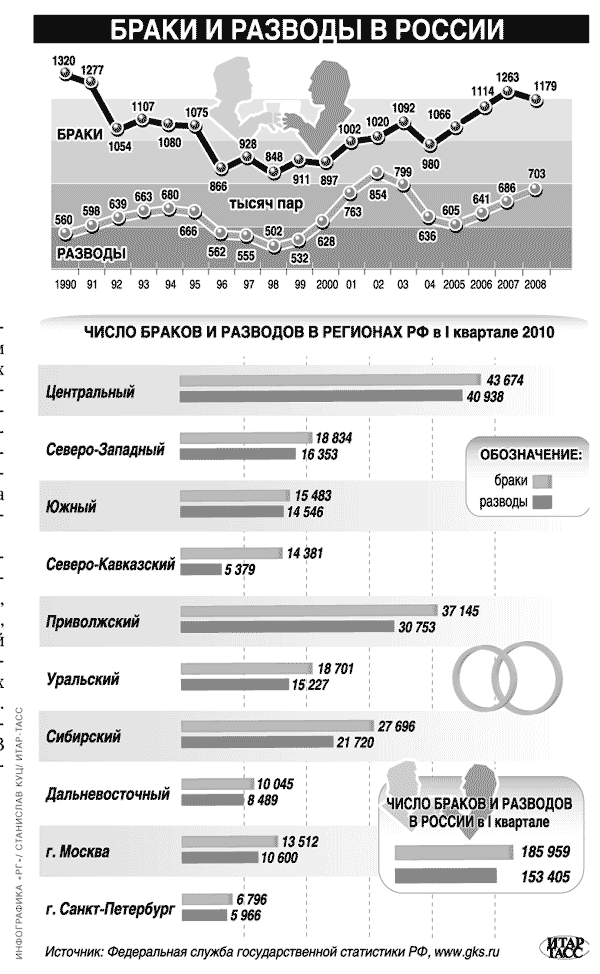 БРАКИ И РАЗВОДЫ В РОССИИ
1320 1277 1054 1107 1080 1075 866 928 848 911 897 1002 1020 1092 980 1066 1114 1263 1179
БРАКИ
тысяч пар
560 598 639 663 680 666 562 555 502 532 628 763 854 799 636 605 641 686 703
РАЗВОДЫ
1990 91 92 93 94 95 96 97 98 99 2000 01 02 03 04 2005 2006 2007 2008
ЧИСЛО БРАКОВ И РАЗВОДОВ В РЕГИОНАХ РФ в I квартале 2010
Центральный
43 674
40 938
Северо-Западный
18 834
16 353
ОБОЗНАЧЕНИЕ:
браки
разводы
Южный
15 483
14 546
Северо-Кавказский
14 381
5 379
Приволжский
37 145
30 753
Уральский
18 701
15 227
Сибирский
27 696
21 720
Дальневосточный
10 045
8 489
г. Москва
13 512
10 600
г. Санкт-Петербург
6 796
5 966
ЧИСЛО БРАКОВ И РАЗВОДОВ
В РОССИИ в I квартале
185 959
153 405
Источник: Федеральная служба государственной статистики РФ, www.gks.ru
ИТАР
ТАСС
ИНФОГРАФИКА «РГ»/ СТАНИСЛАВ КУЦ/ ИТАР-ТАСС